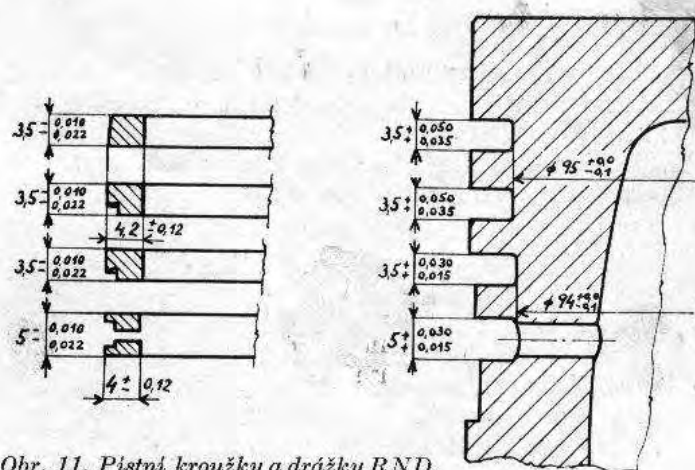 3,5 - 0,010
- 0,022
3,5 - 0,010
- 0,022
4,2 ± 0,12
3,5 - 0,010
- 0,022
5 - 0,010
- 0,022
4 ± 0,12
3,5 + 0,050
+ 0,035
ϕ 95 +0,0
-0,1
3,5 + 0,050
+ 0,035
3,5 + 0,030
+ 0,015
ϕ 94 +0,0
-0,1
5 + 0,030
+ 0,015
Obr. 11. Pístní kroužky a drážky RND